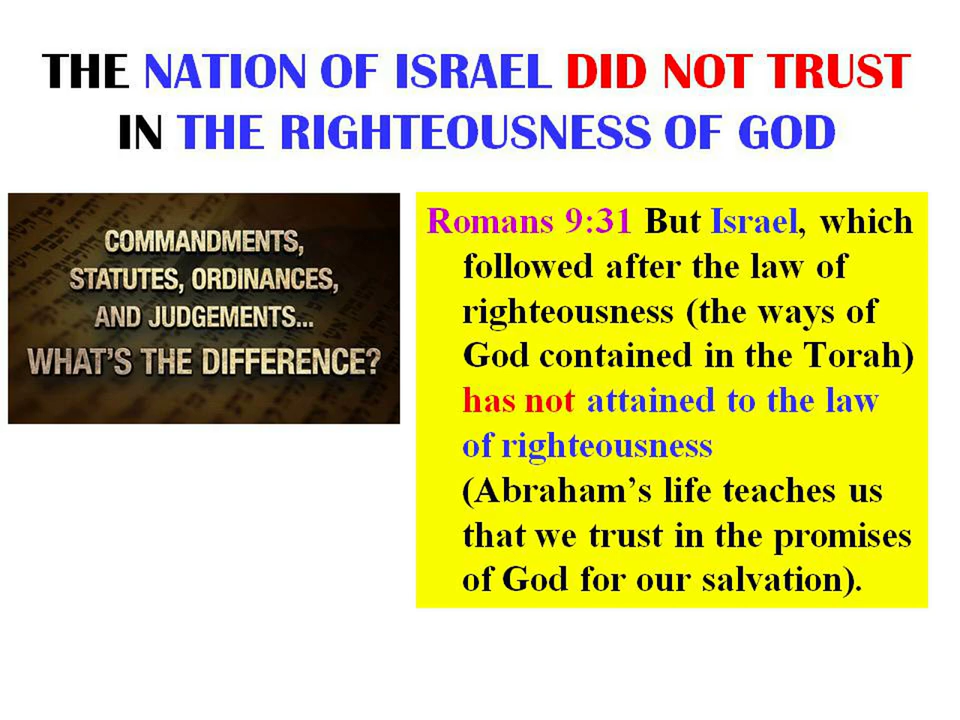 THE NATION OF ISRAEL DID NOT TRUST
IN THE RIGHTEOUSNESS OF GOD
COMMANDMENTS,
STATUTES, ORDINANCES,
AND JUDGEMENTS...
WHAT'S THE DIFFERENCE?
Romans 9:31 But Israel, which
followed after the law of
righteousness (the ways of
God contained in the Torah)
has not attained to the law
of righteousness
(Abraham's life teaches us
that we trust in the promises
of God for our salvation).